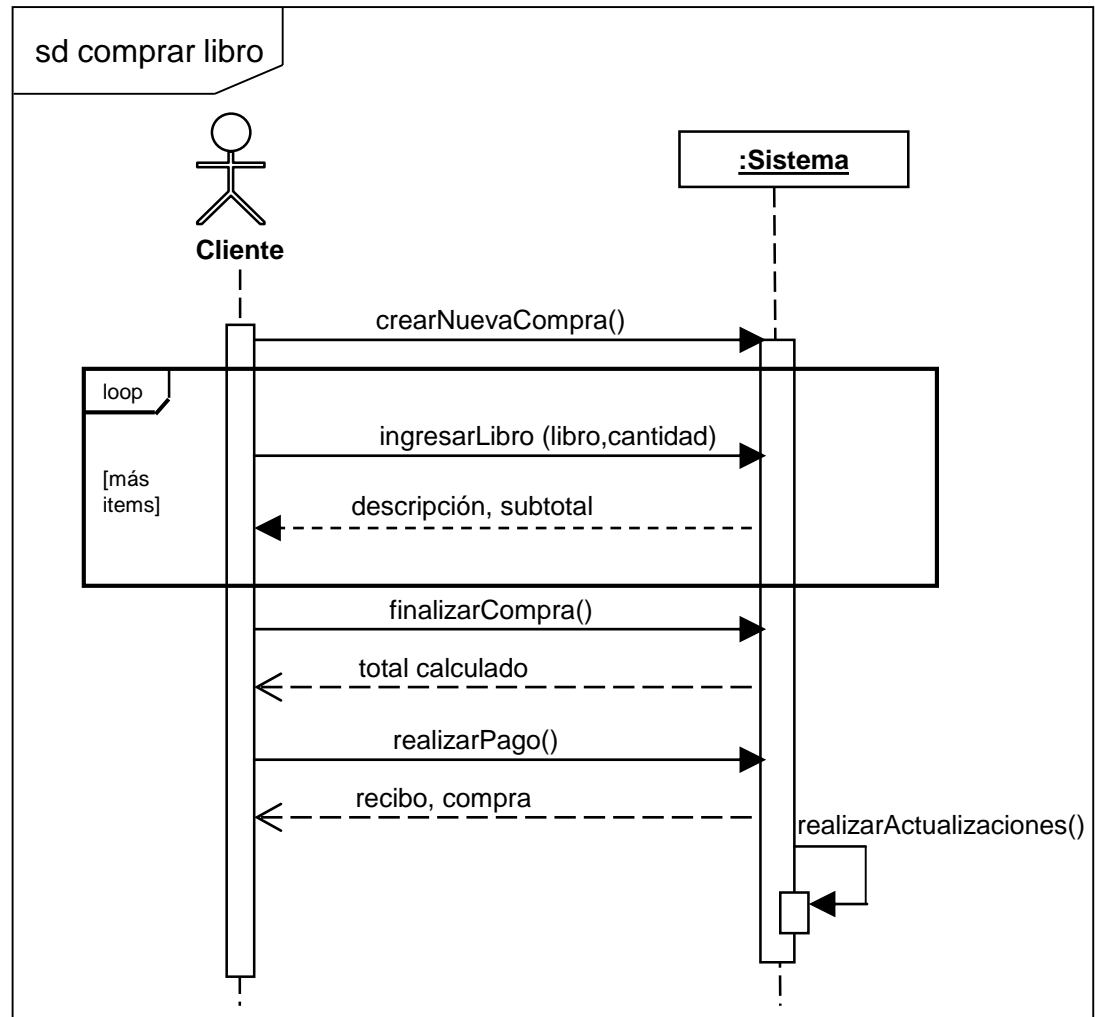 sd comprar libro
:Sistema
Cliente
crearNuevaCompra()
loop
ingresarLibro (libro,cantidad)
[más
items]
descripción, subtotal
finalizarCompra()
total calculado
realizarPago()
recibo, compra
realizarActualizaciones()